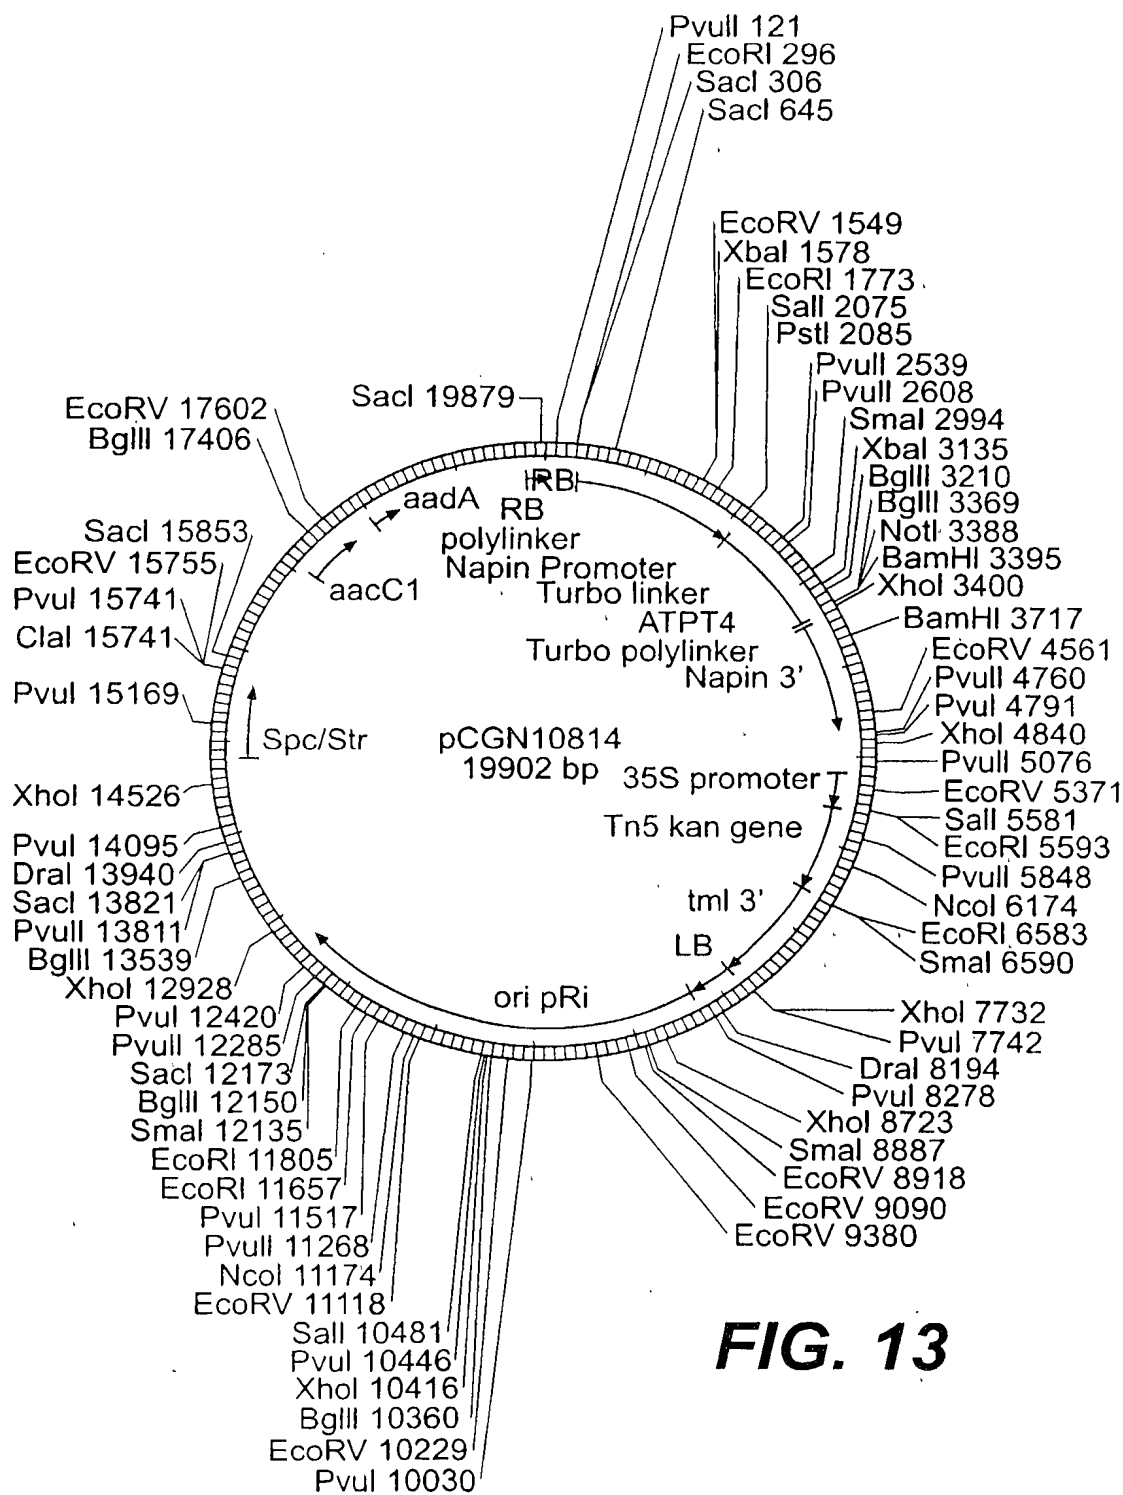 PvuII 121
EcoRI 296
SacI 306
SacI 645
EcoRV 1549
XbaI 1578
EcoRI 1773
SalI 2075
PstI 2085
PvuII 2539
PvuII 2608
SmaI 2994
XbaI 3135
BglII 3210
BglII 3369
NotI 3388
BamHI 3395
XhoI 3400
BamHI 3717
EcoRV 4561
PvuII 4760
PvuI 4791
XhoI 4840
PvuII 5076
EcoRV 5371
SalI 5581
EcoRI 5593
PvuII 5848
NcoI 6174
EcoRI 6583
SmaI 6590
XhoI 7732
PvuI 7742
DraI 8194
PvuI 8278
XhoI 8723
SmaI 8887
EcoRV 8918
EcoRV 9090
EcoRV 9380
SacI 19879
EcoRV 17602
BglII 17406
SacI 15853
EcoRV 15755
PvuI 15741
ClaI 15741
PvuI 15169
XhoI 14526
PvuI 14095
DraI 13940
SacI 13821
PvuII 13811
BglII 13539
XhoI 12928
PvuI 12420
PvuII 12285
SacI 12173
BglII 12150
SmaI 12135
EcoRI 11805
EcoRI 11657
PvuI 11517
PvuII 11268
NcoI 11174
EcoRV 11118
SalI 10481
PvuI 10446
XhoI 10416
BglII 10360
EcoRV 10229
PvuI 10030
RB
aadA
RB
polylinker
Napin Promoter
aacC1
Turbo linker
ATPT4
Turbo polylinker
Napin 3'
Spc/Str
pCGN10814
19902 bp
35S promoter
Tn5 kan gene
tml 3'
LB
ori pRi
FIG. 13